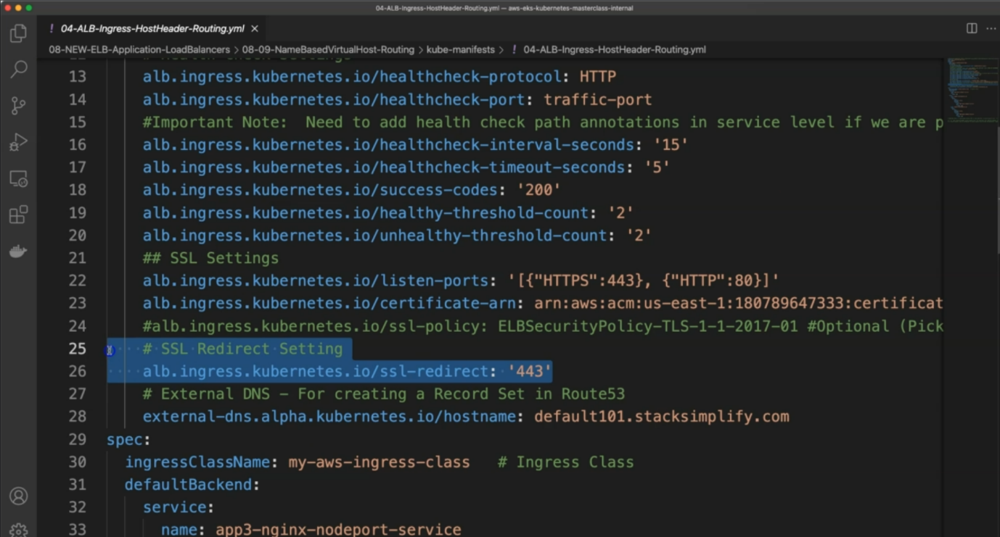 04-ALB-Ingress-HostHeader-Routing.yml — aws-eks-kubernetes-masterclass-internal
! 04-ALB-Ingress-HostHeader-Routing.yml ×
08-NEW-ELB-Application-LoadBalancers > 08-09-NameBasedVirtualHost-Routing > kube-manifests > ! 04-ALB-Ingress-HostHeader-Routing.yml
13 alb.ingress.kubernetes.io/healthcheck-protocol: HTTP
14 alb.ingress.kubernetes.io/healthcheck-port: traffic-port
15 #Important Note:  Need to add health check path annotations in service level if we are p
16 alb.ingress.kubernetes.io/healthcheck-interval-seconds: '15'
17 alb.ingress.kubernetes.io/healthcheck-timeout-seconds: '5'
18 alb.ingress.kubernetes.io/success-codes: '200'
19 alb.ingress.kubernetes.io/healthy-threshold-count: '2'
20 alb.ingress.kubernetes.io/unhealthy-threshold-count: '2'
21 ## SSL Settings
22 alb.ingress.kubernetes.io/listen-ports: '[{"HTTPS":443}, {"HTTP":80}]'
23 alb.ingress.kubernetes.io/certificate-arn: arn:aws:acm:us-east-1:180789647333:certificat
24 #alb.ingress.kubernetes.io/ssl-policy: ELBSecurityPolicy-TLS-1-1-2017-01 #Optional (Pick
25 # SSL Redirect Setting
26 alb.ingress.kubernetes.io/ssl-redirect: '443'
27 # External DNS - For creating a Record Set in Route53
28 external-dns.alpha.kubernetes.io/hostname: default101.stacksimplify.com
29 spec:
30 ingressClassName: my-aws-ingress-class   # Ingress Class
31 defaultBackend:
32 service:
33 name: app3-nginx-nodeport-service